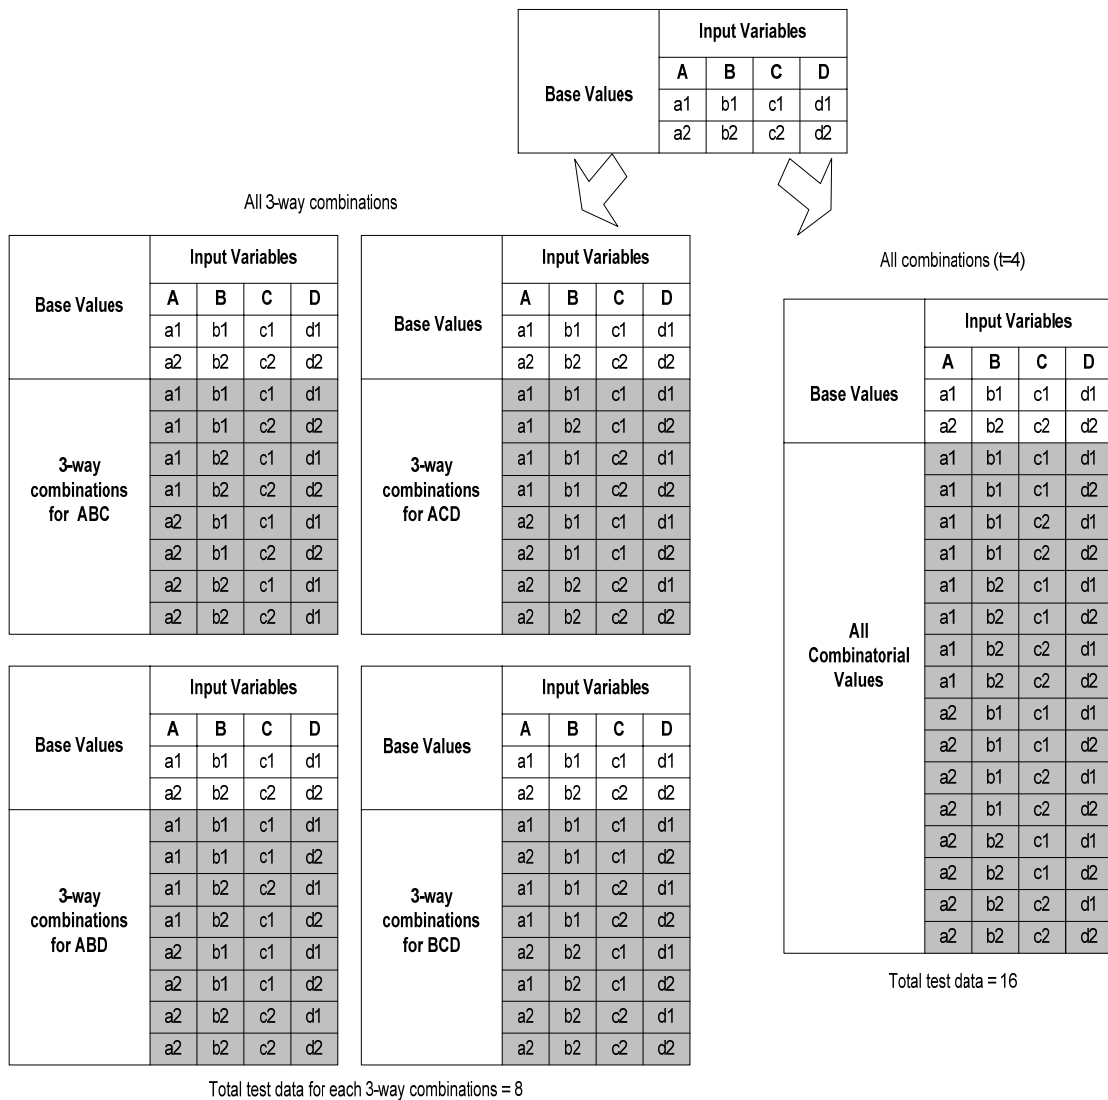 Input Variables
Base Values
A B C D
a1 b1 c1 d1
a2 b2 c2 d2
All 3-way combinations
Input Variables
Base Values
A B C D
a1 b1 c1 d1
a2 b2 c2 d2
3-way combinations for ABC
a1 b1 c1 d1
a1 b1 c2 d2
a1 b2 c1 d1
a1 b2 c2 d2
a2 b1 c1 d1
a2 b1 c2 d2
a2 b2 c1 d1
a2 b2 c2 d1
Input Variables
Base Values
A B C D
a1 b1 c1 d1
a2 b2 c2 d2
3-way combinations for ACD
a1 b1 c1 d1
a1 b2 c1 d2
a1 b1 c2 d1
a1 b1 c2 d2
a2 b1 c1 d1
a2 b1 c1 d2
a2 b2 c2 d1
a2 b2 c2 d2
Input Variables
Base Values
A B C D
a1 b1 c1 d1
a2 b2 c2 d2
3-way combinations for ABD
a1 b1 c1 d1
a1 b1 c1 d2
a1 b2 c2 d1
a1 b2 c1 d2
a2 b1 c1 d1
a2 b1 c1 d2
a2 b2 c2 d1
a2 b2 c2 d2
Input Variables
Base Values
A B C D
a1 b1 c1 d1
a2 b2 c2 d2
3-way combinations for BCD
a1 b1 c1 d1
a2 b1 c1 d2
a1 b1 c2 d1
a1 b1 c2 d2
a2 b2 c1 d1
a1 b2 c1 d2
a2 b2 c2 d1
a2 b2 c2 d2
Total test data for each 3-way combinations = 8
All combinations (t=4)
Input Variables
Base Values
A B C D
a1 b1 c1 d1
a2 b2 c2 d2
All Combinatorial Values
a1 b1 c1 d1
a1 b1 c1 d2
a1 b1 c2 d1
a1 b1 c2 d2
a1 b2 c1 d1
a1 b2 c1 d2
a1 b2 c2 d1
a1 b2 c2 d2
a2 b1 c1 d1
a2 b1 c1 d2
a2 b1 c2 d1
a2 b1 c2 d2
a2 b2 c1 d1
a2 b2 c1 d2
a2 b2 c2 d1
a2 b2 c2 d2
Total test data = 16